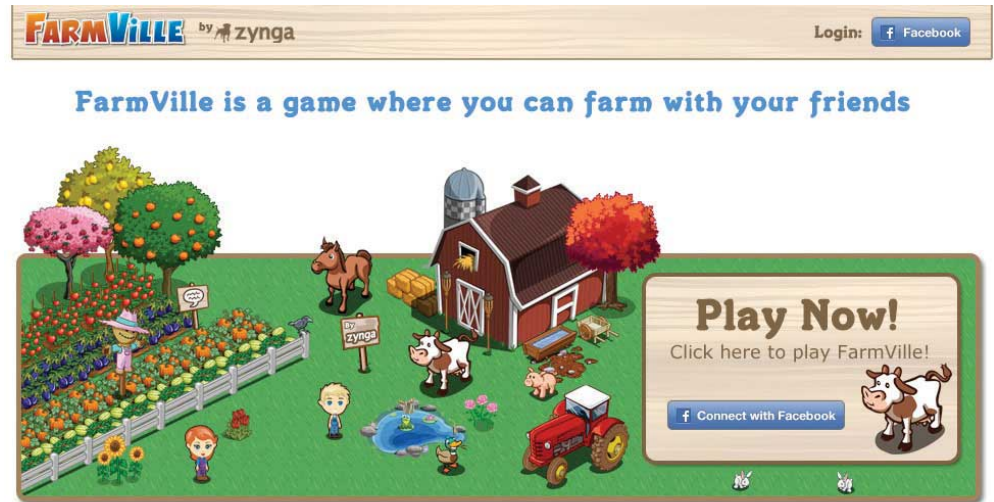 FARMVILLE by zynga
Login: f Facebook
FarmVille is a game where you can farm with your friends
By
zynga
Play Now!
Click here to play FarmVille!
f Connect with Facebook